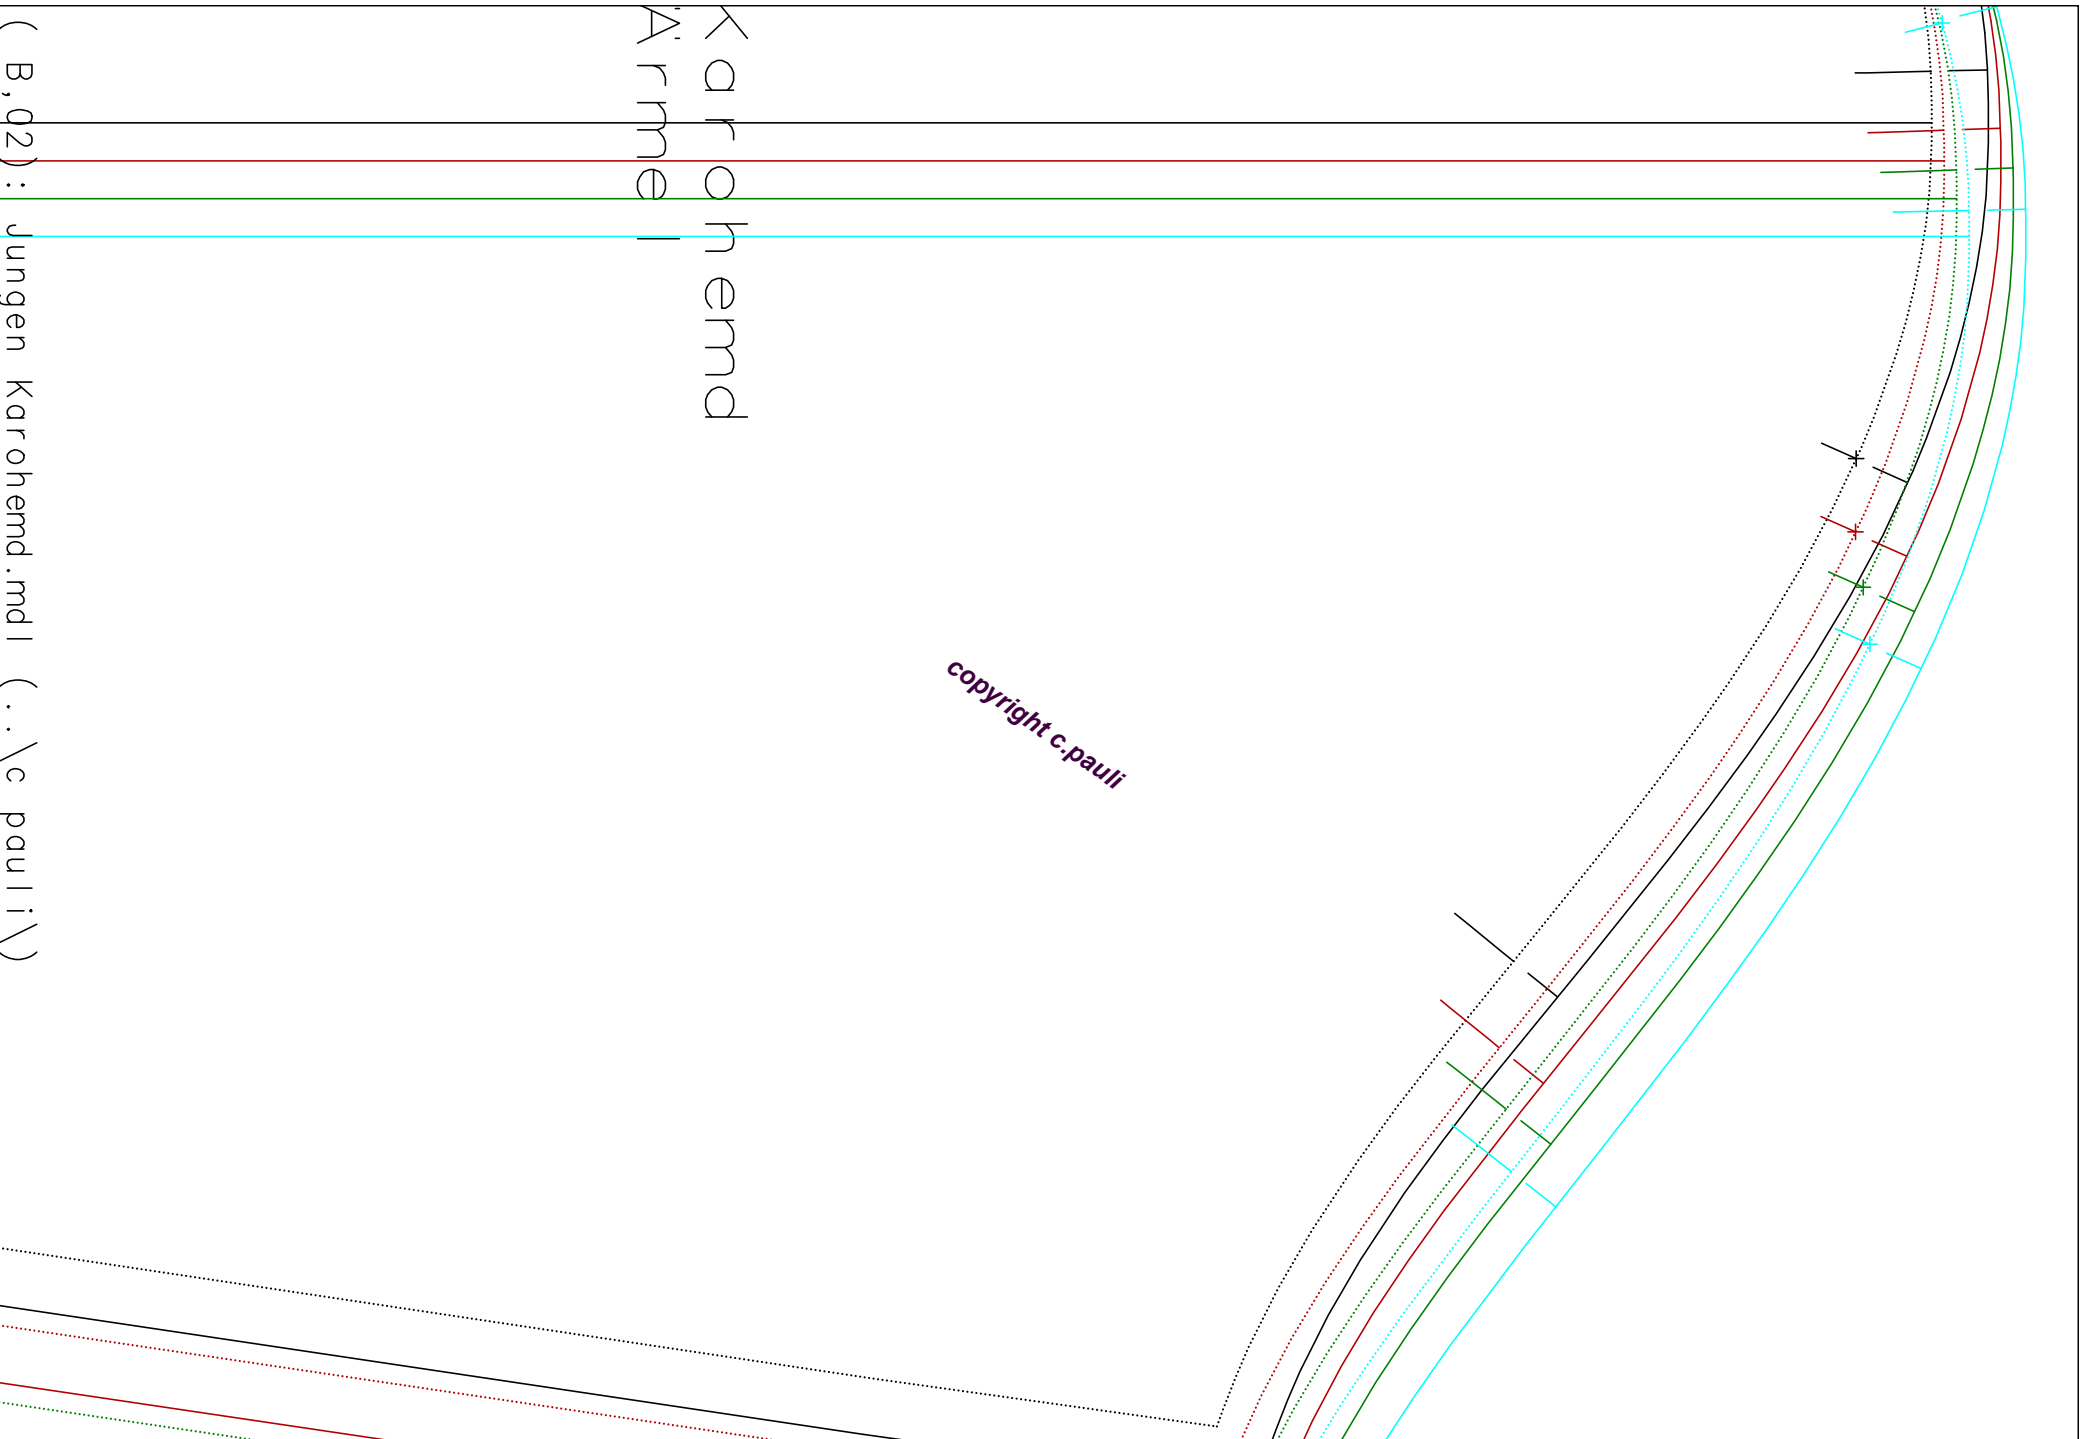 Karohemd
Ärmel
copyright c.pauli
( B,02): Jungen Karohemd.mdl (..\c pauli\)